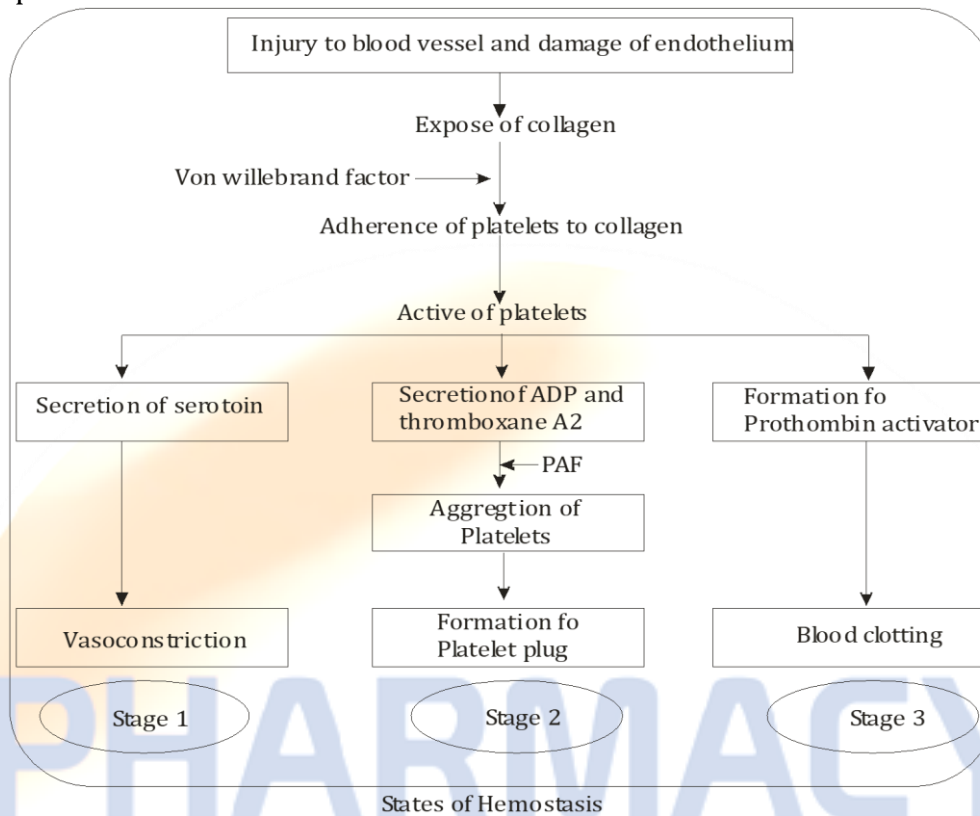 Injury to blood vessel and damage of endothelium
Expose of collagen
Von willebrand factor
Adherence of platelets to collagen
Active of platelets
Secretion of serotoin
Secretionof ADP and
thromboxane A2
Formation fo
Prothombin activator
PAF
Aggregtion of
Platelets
Vasoconstriction
Formation fo
Platelet plug
Blood clotting
Stage 1
Stage 2
Stage 3
PHARMACY
States of Hemostasis